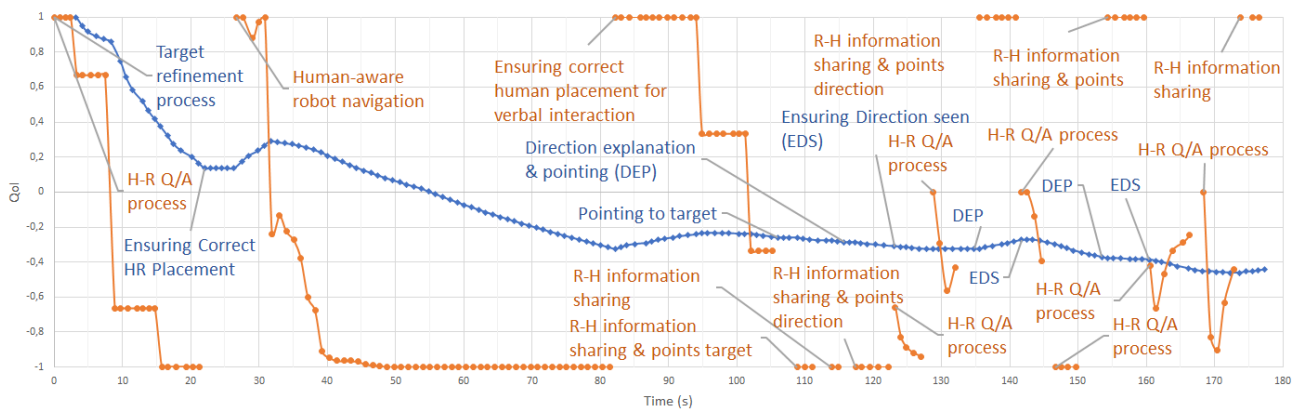 1
0,8
0,6
0,4
0,2
0
-0,2
-0,4
-0,6
-0,8
-1
QoI
0
10
20
30
40
50
60
70
80
90
100
110
120
130
140
150
160
170
180
Time (s)
Target
refinement
process
H-R Q/A
process
Ensuring Correct
HR Placement
Human-aware
robot navigation
Ensuring correct
human placement for
verbal interaction
Direction explanation
& pointing (DEP)
Pointing to target
R-H information
sharing
R-H information
sharing & points target
R-H information
sharing & points
direction
R-H information
sharing & points
direction
Ensuring Direction seen
(EDS)
H-R Q/A
process
H-R Q/A
process
DEP
EDS
R-H information
sharing & points
H-R Q/A process
DEP
EDS
H-R Q/A
process
H-R Q/A
process
R-H information
sharing
H-R Q/A process